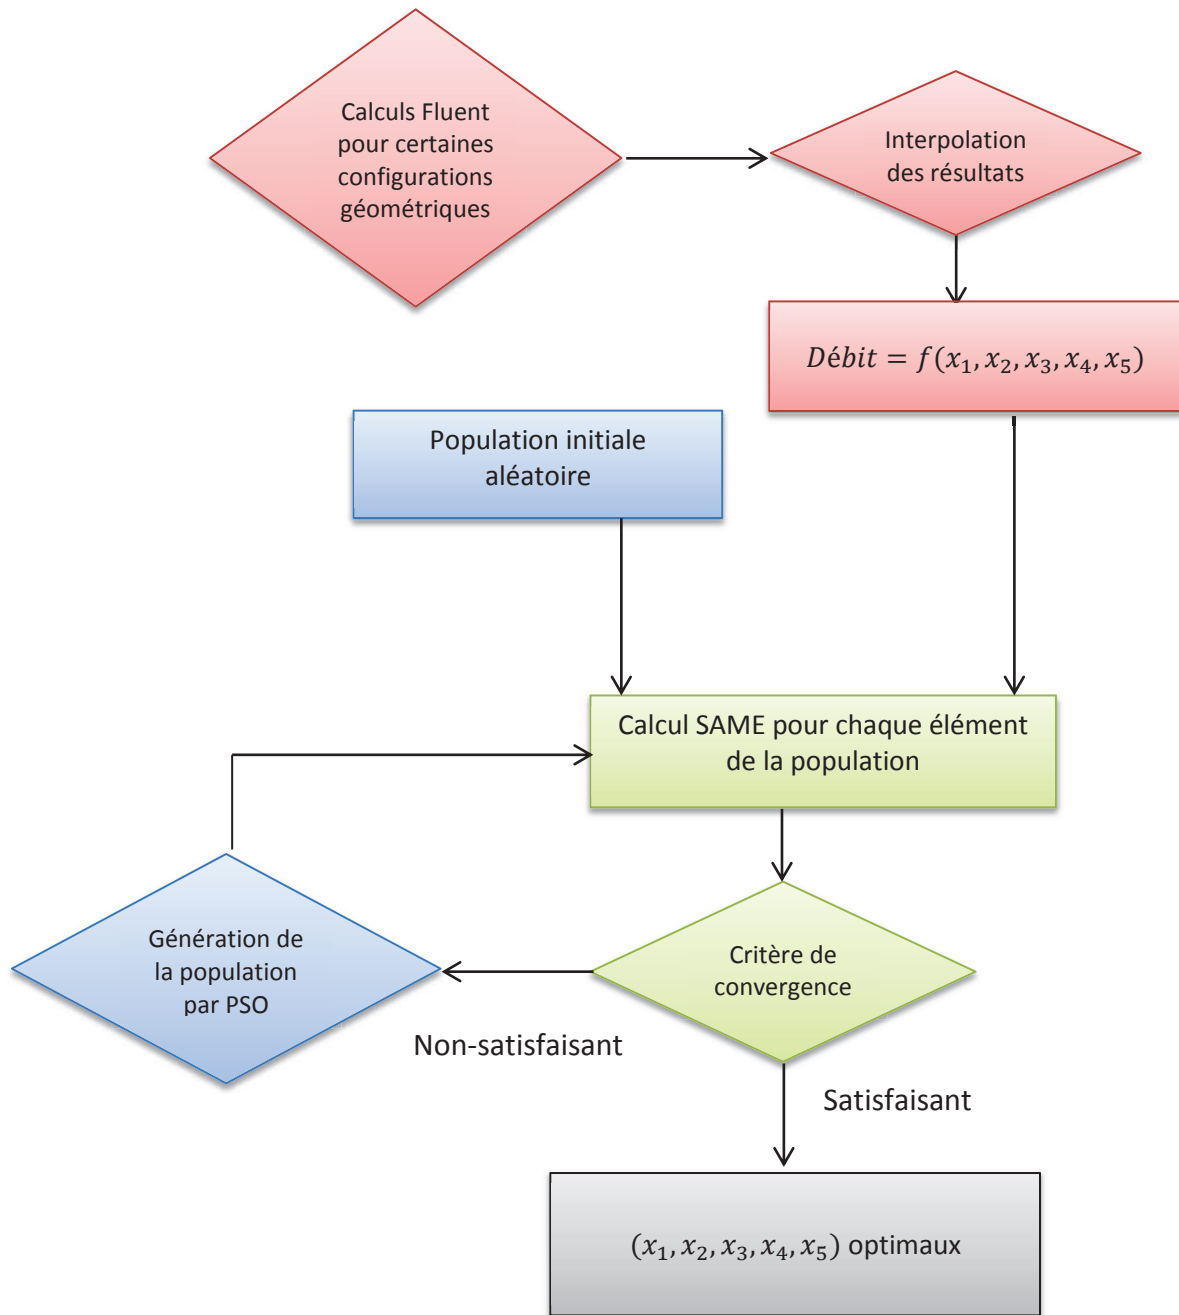 Calculs Fluent
pour certaines
configurations
géométriques
Interpolation
des résultats
Débit = f(x₁, x₂, x₃, x₄, x₅)
Population initiale
aléatoire
Calcul SAME pour chaque élément
de la population
Génération de
la population
par PSO
Critère de
convergence
Non-satisfaisant
Satisfaisant
(x₁, x₂, x₃, x₄, x₅) optimaux